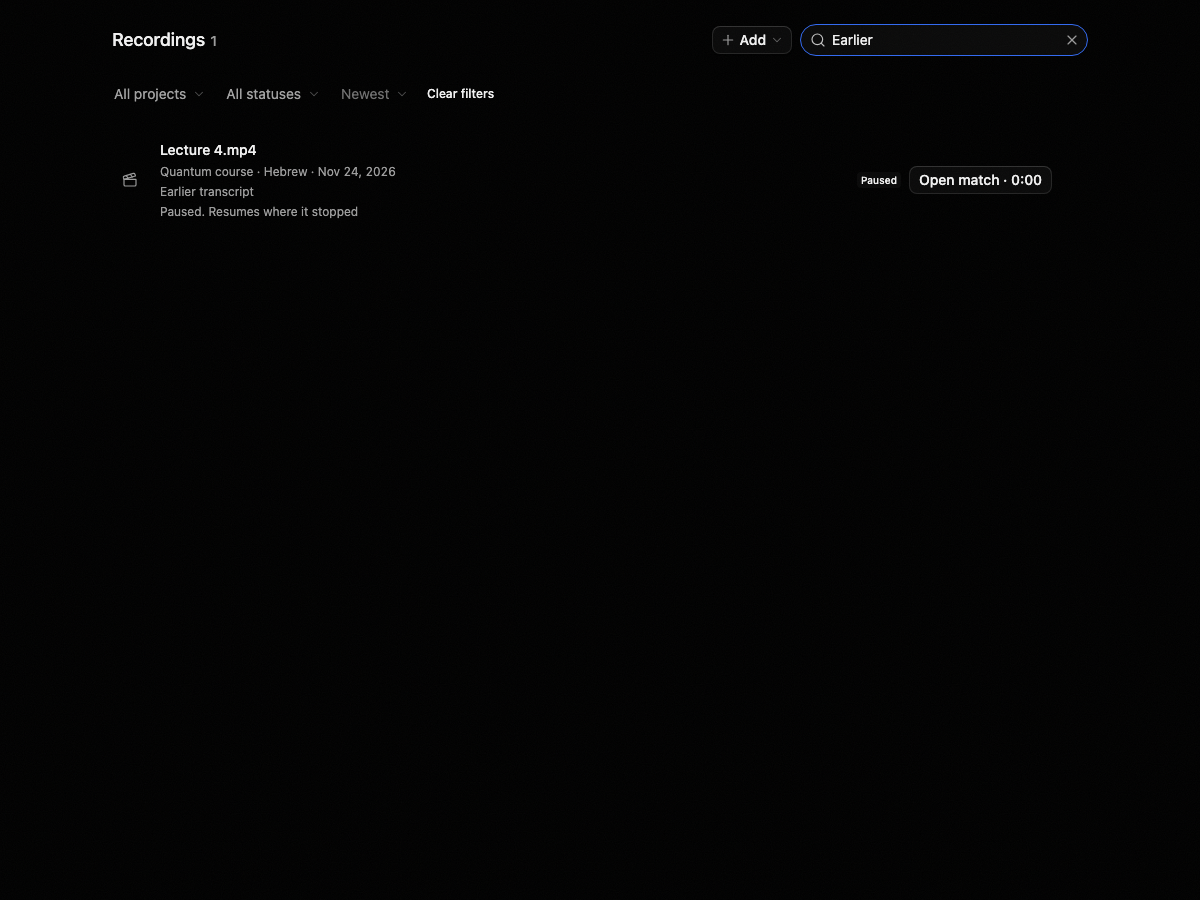 Recordings 1
+ Add
Earlier
All projects
All statuses
Newest
Clear filters
Lecture 4.mp4
Quantum course · Hebrew · Nov 24, 2026
Earlier transcript
Paused. Resumes where it stopped
Paused
Open match · 0:00